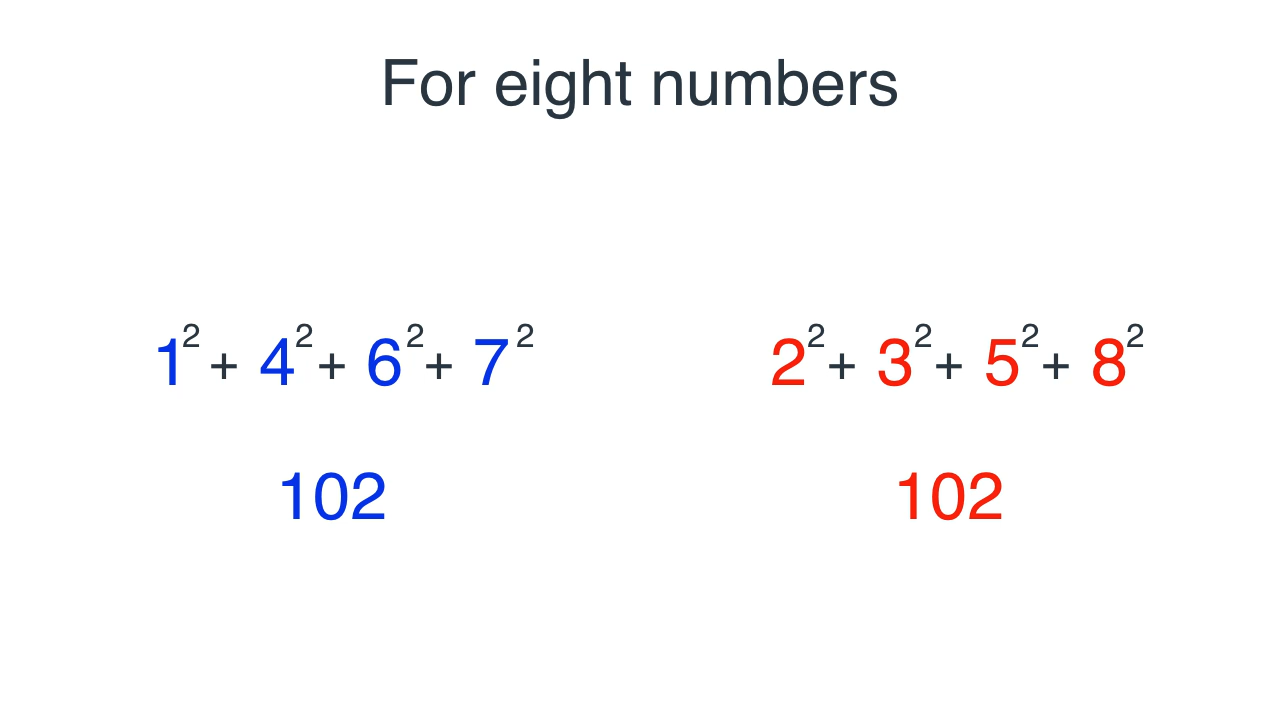 For eight numbers
1² + 4² + 6² + 7²
2² + 3² + 5² + 8²
102
102